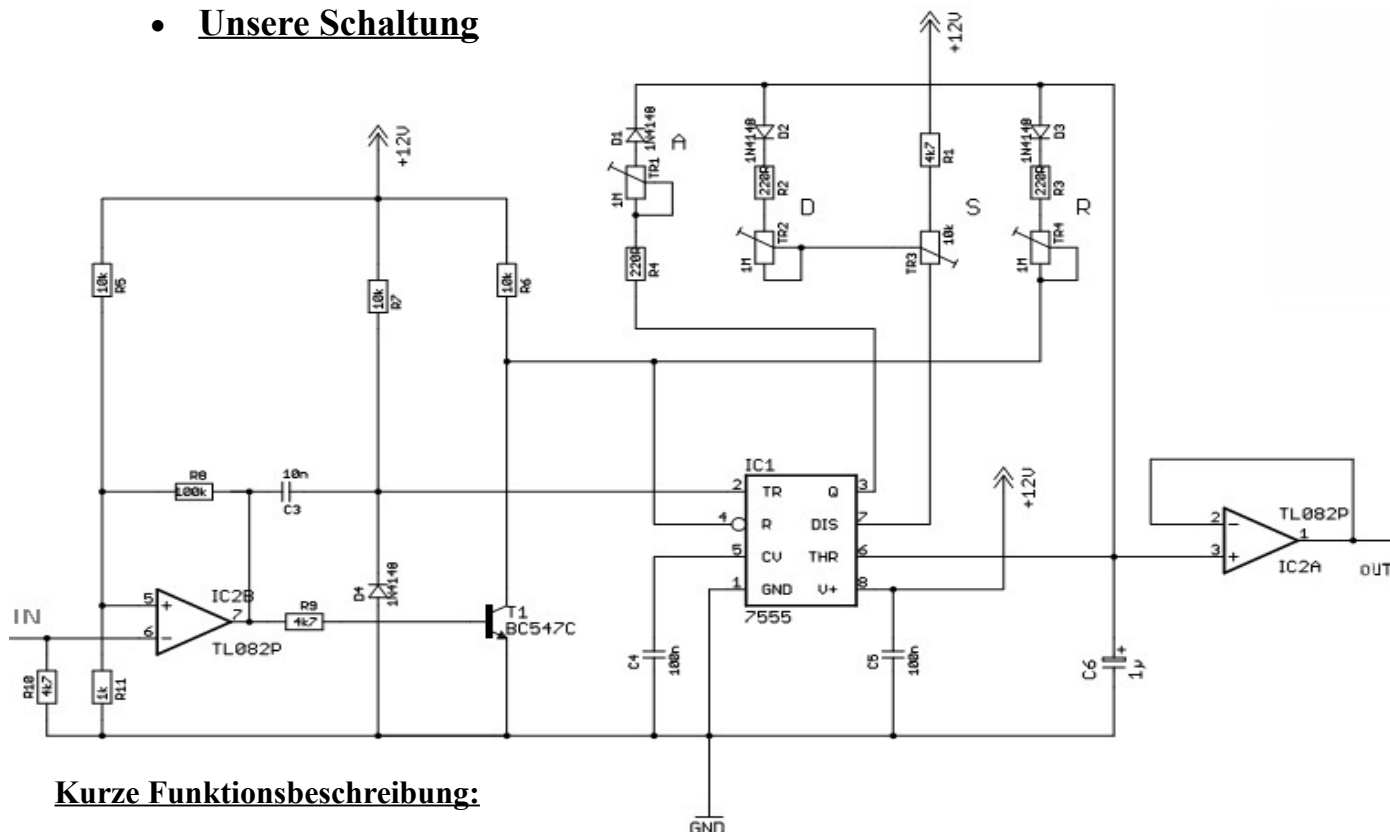 • Unsere Schaltung
+12V
+12V
D1
1N4148
A
TR1
1M
220R
R4
1N4148
D2
220R
R2
D
TR2
1M
4k7
R1
S
10k
TR3
1N4148
D3
220R
R3
R
TR4
1M
10k
R5
10k
R7
10k
R6
R8
100k
10n
C3
D4
1N4148
IC1
2 TR Q 3
4 R DIS 7
5 CV THR 6
1 GND V+ 8
7555
+12V
IN
5 +
6 -
7
IC2B
TL082P
R9
4k7
T1
BC547C
R10
4k7
1k
R11
C4
100n
C5
100n
C6
+
1µ
2 -
3 +
1
TL082P
IC2A
OUT
GND
Kurze Funktionsbeschreibung: